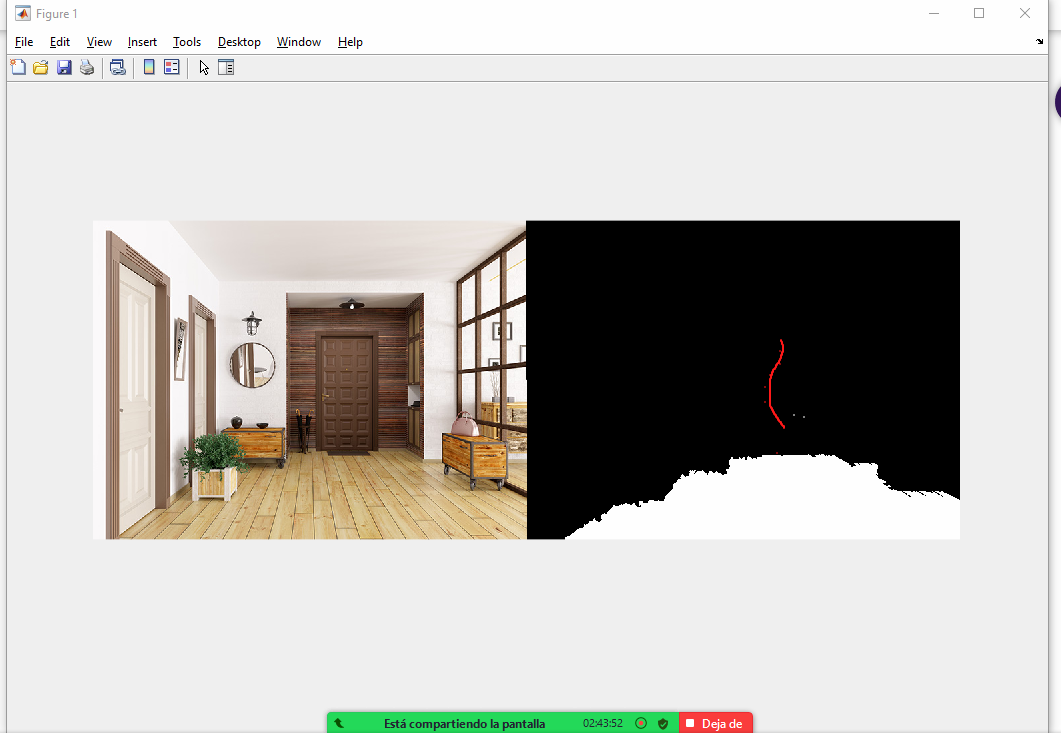 Figure 1
File Edit View Insert Tools Desktop Window Help
Está compartiendo la pantalla 02:43:52 Deja de